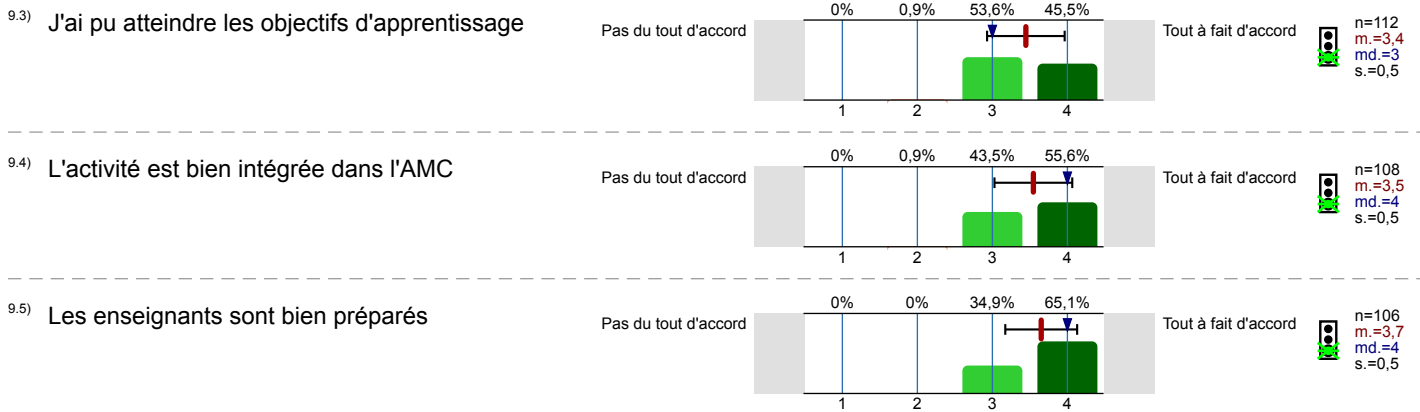 9.3) J'ai pu atteindre les objectifs d'apprentissage
0% 0,9% 53,6% 45,5%
Pas du tout d'accord Tout à fait d'accord
n=112
m.=3,4
md.=3
s.=0,5
1 2 3 4
9.4) L'activité est bien intégrée dans l'AMC
0% 0,9% 43,5% 55,6%
Pas du tout d'accord Tout à fait d'accord
n=108
m.=3,5
md.=4
s.=0,5
1 2 3 4
9.5) Les enseignants sont bien préparés
0% 0% 34,9% 65,1%
Pas du tout d'accord Tout à fait d'accord
n=106
m.=3,7
md.=4
s.=0,5
1 2 3 4